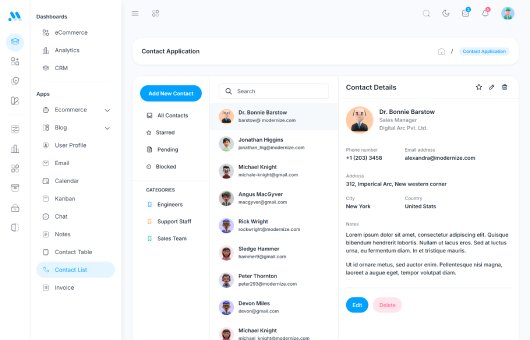 Dashboards
eCommerce
Analytics
CRM
Apps
Ecommerce
Blog
User Profile
Email
Calendar
Kanban
Chat
Notes
Contact Table
Contact List
Invoice
Contact Application
/ Contact Application
Add New Contact
All Contacts
Starred
Pending
Blocked
CATEGORIES
Engineers
Support Staff
Sales Team
Search
Dr. Bonnie Barstow
barstow@ modernize.com
Jonathan Higgins
jonathan_hig@modernize.com
Michael Knight
michale-knight@gmail.com
Angus MacGyver
macgyver@gmail.com
Rick Wright
rockwright@modernize.com
Sledge Hammer
hammer9@gmail.com
Peter Thornton
peter293@modernize.com
Devon Miles
devon@gmail.com
Michael Knight
michael_knight@modernize.com
Contact Details
Dr. Bonnie Barstow
Sales Manager
Digital Arc Pvt. Ltd.
Phone number
+1 (203) 3458
Email address
alexandra@modernize.com
Address
312, Imperical Arc, New western corner
City
New York
Country
United Stats
Notes
Lorem ipsum dolor sit amet, consectetur adipiscing elit. Quisque
bibendum hendrerit lobortis. Nullam ut lacus eros. Sed at luctus
urna, eu fermentum diam. In et tristique mauris.
Ut id ornare metus, sed auctor enim. Pellentesque nisi magna,
laoreet a augue eget, tempor volutpat diam.
Edit
Delete